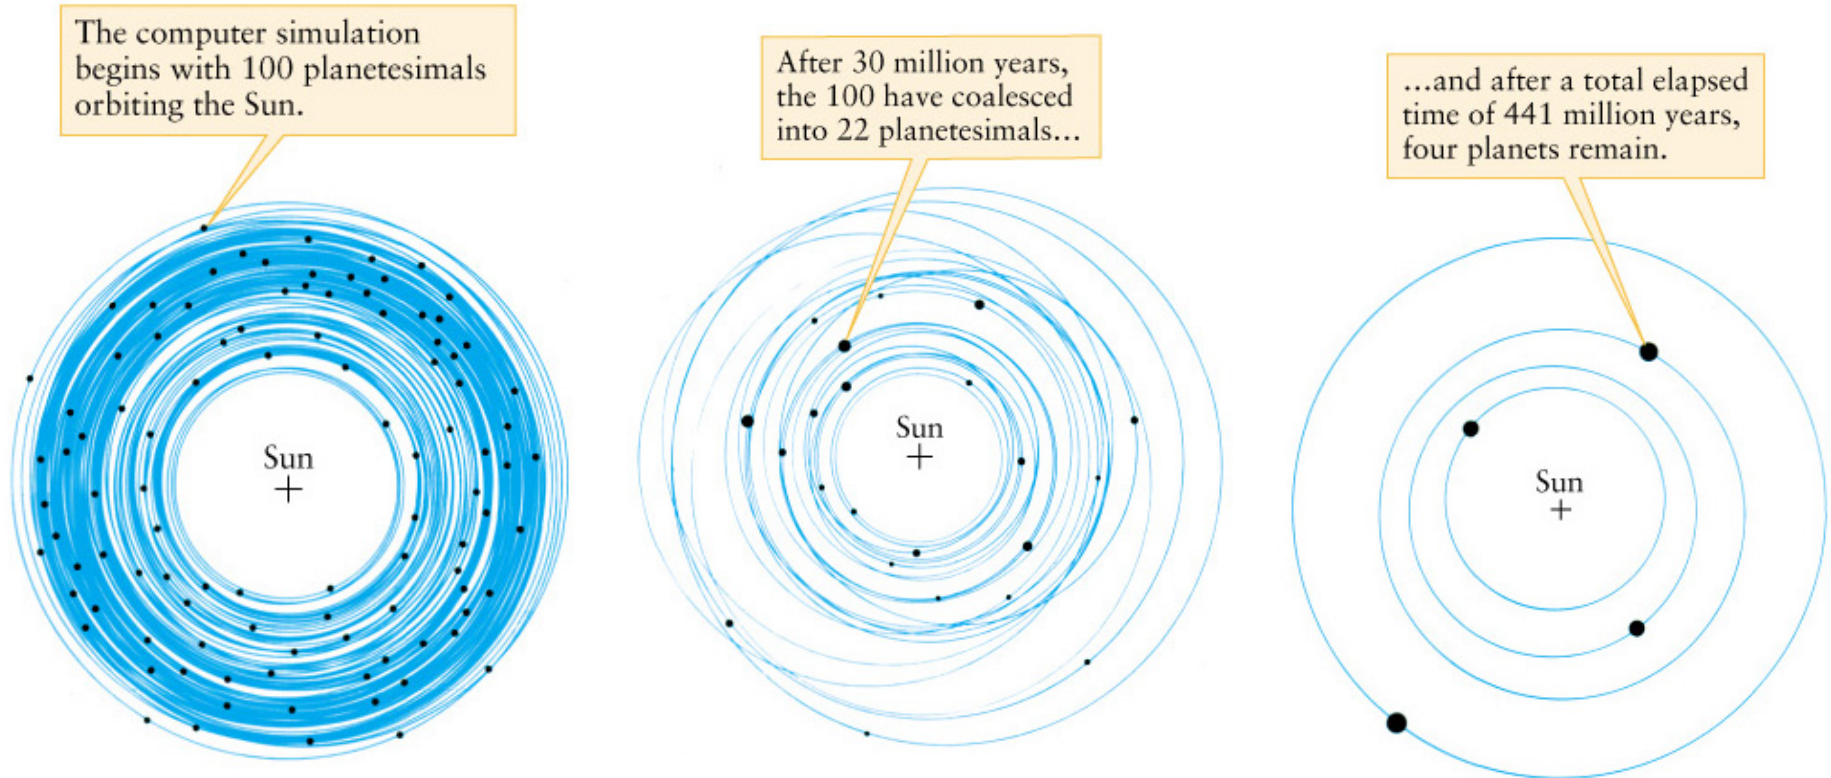 The computer simulation
begins with 100 planetesimals
orbiting the Sun.
After 30 million years,
the 100 have coalesced
into 22 planetesimals...
...and after a total elapsed
time of 441 million years,
four planets remain.
Sun
Sun
Sun